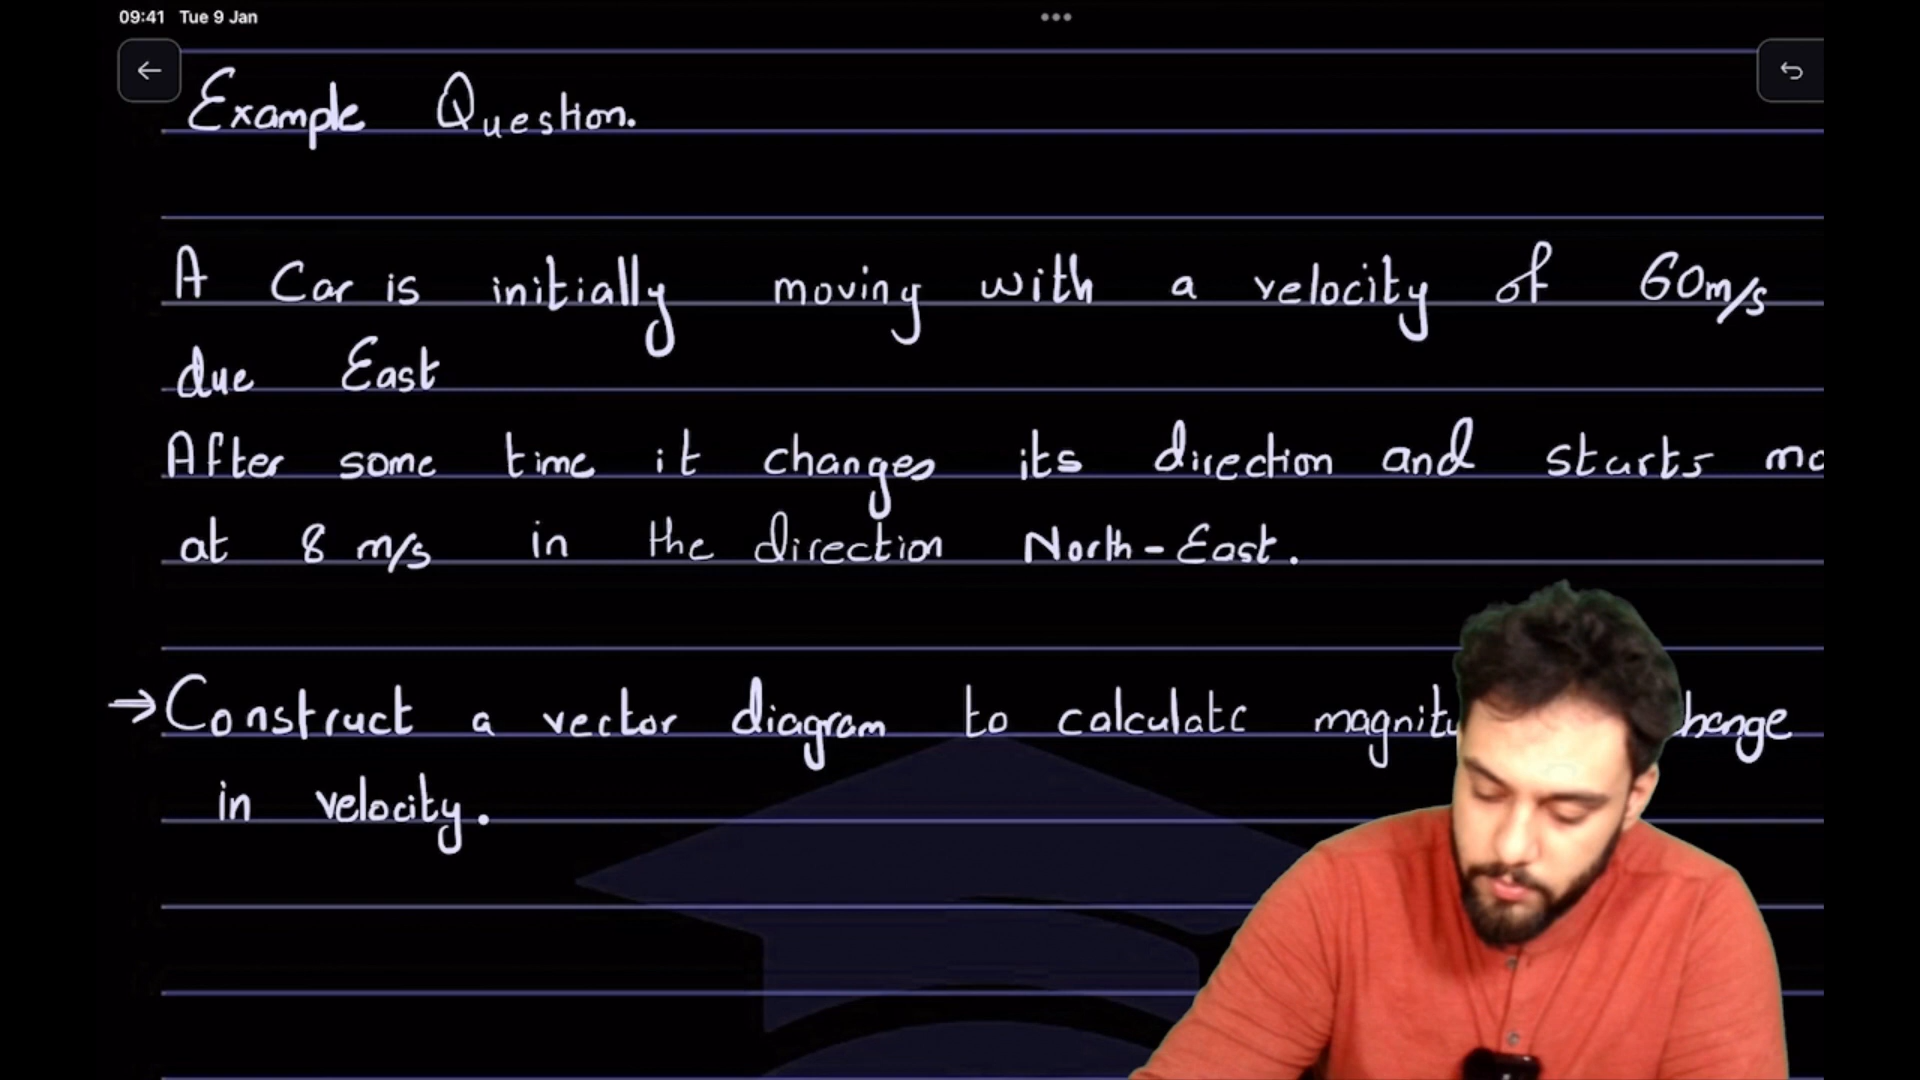 09:41 Tue 9 Jan
Example Question.
A Car is initially moving with a velocity of 60m/s
due East
After some time it changes its direction and starts
at 8 m/s in the direction North-East.
⇒ Construct a vector diagram to calculate
in velocity.